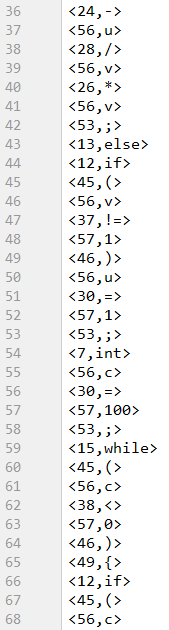 36 <24,->
37 <56,u>
38 <28,/>
39 <56,v>
40 <26,*>
41 <56,v>
42 <53,;>
43 <13,else>
44 <12,if>
45 <45,(>
46 <56,v>
47 <37,!=>
48 <57,1>
49 <46,)>
50 <56,u>
51 <30,=>
52 <57,1>
53 <53,;>
54 <7,int>
55 <56,c>
56 <30,=>
57 <57,100>
58 <53,;>
59 <15,while>
60 <45,(>
61 <56,c>
62 <38,<>
63 <57,0>
64 <46,)>
65 <49,{>
66 <12,if>
67 <45,(>
68 <56,c>